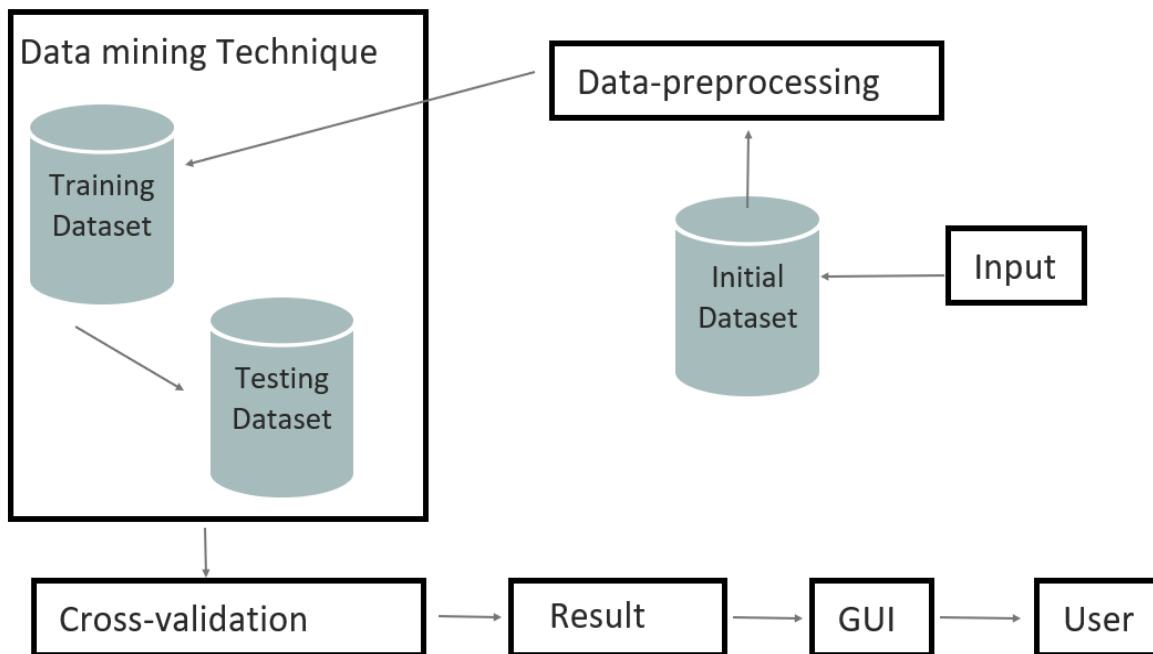 Data mining Technique
Data-preprocessing
Training
Dataset
Input
Initial
Dataset
Testing
Dataset
Cross-validation
Result
GUI
User